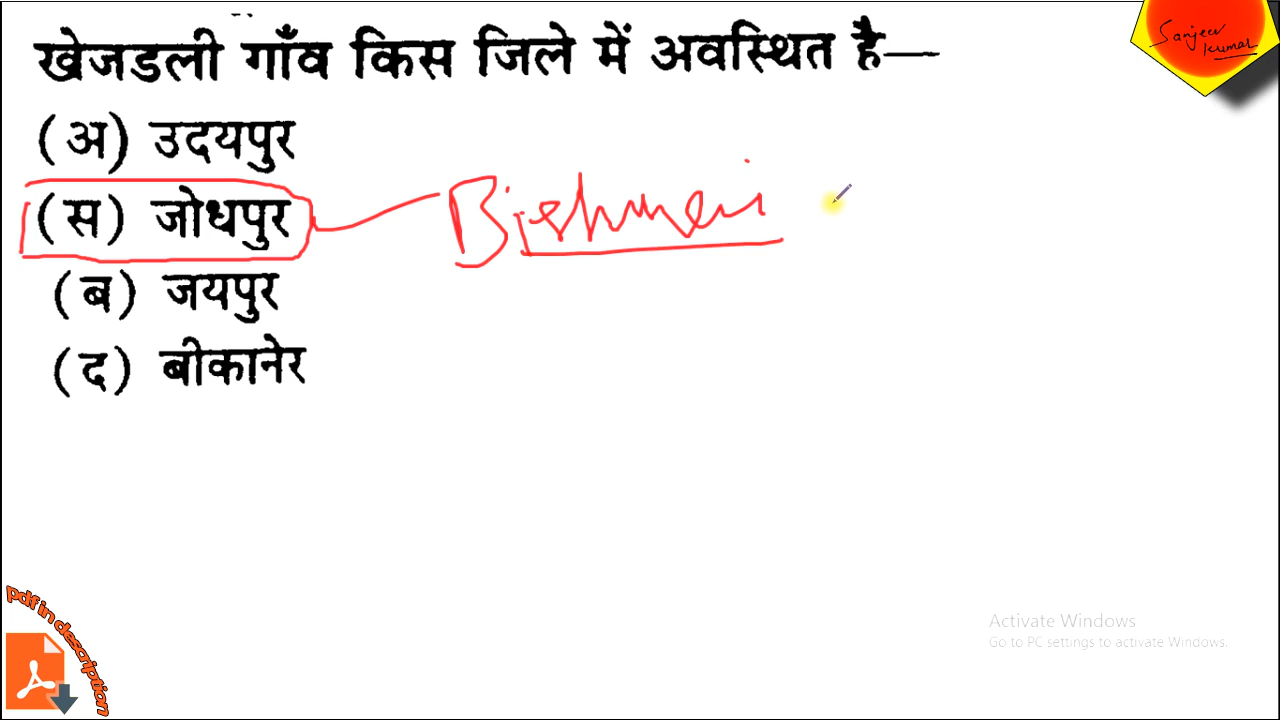 खेजडली गाँव किस जिले में अवस्थित है—
(अ) उदयपुर
(स) जोधपुर
Bishnoi
(ब) जयपुर
(द) बीकानेर
Sanjeev
Kumar
pdf in description
Activate Windows
Go to PC settings to activate Windows.